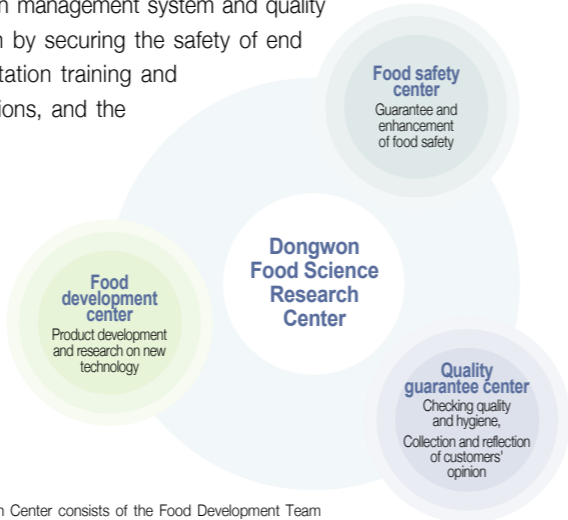 management system and quality
by securing the safety of end
training and
and the
Food safety
center
Guarantee and
enhancement
of food safety
Dongwon
Food Science
Research
Center
Food
development
center
Product development
and research on new
technology
Quality
guarantee center
Checking quality
and hygiene,
Collection and reflection
of customers'
opinion
Center consists of the Food Development Team